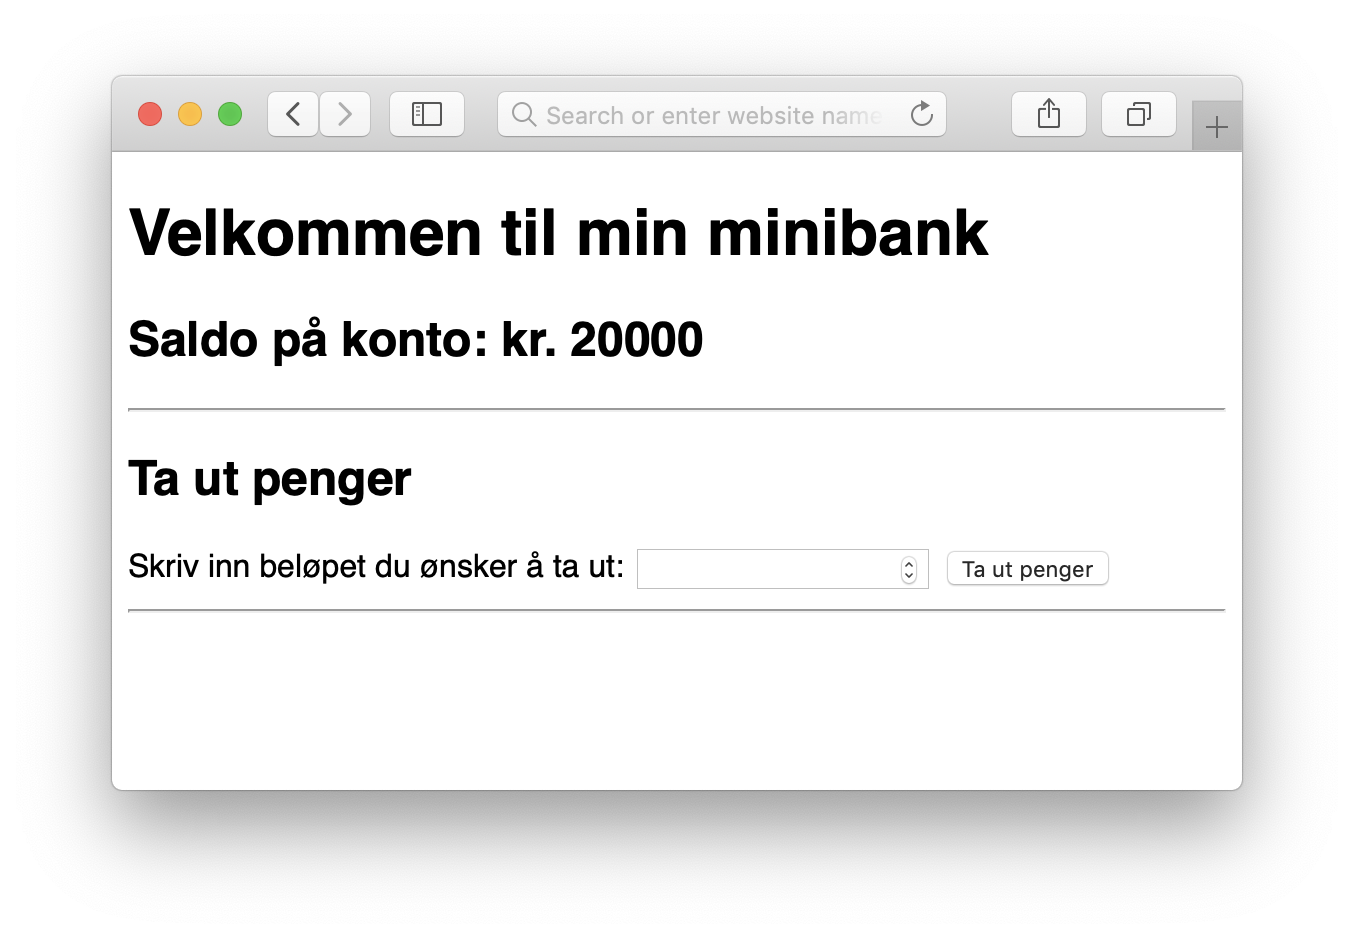 Search or enter website name
Velkommen til min minibank
Saldo på konto: kr. 20000
Ta ut penger
Skriv inn beløpet du ønsker å ta ut: Ta ut penger